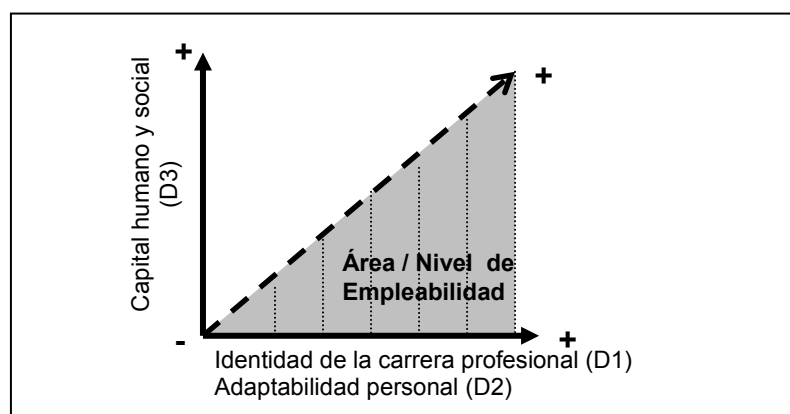 +
+
Capital humano y social
(D3)
Área / Nivel de
Empleabilidad
-
+
Identidad de la carrera profesional (D1)
Adaptabilidad personal (D2)